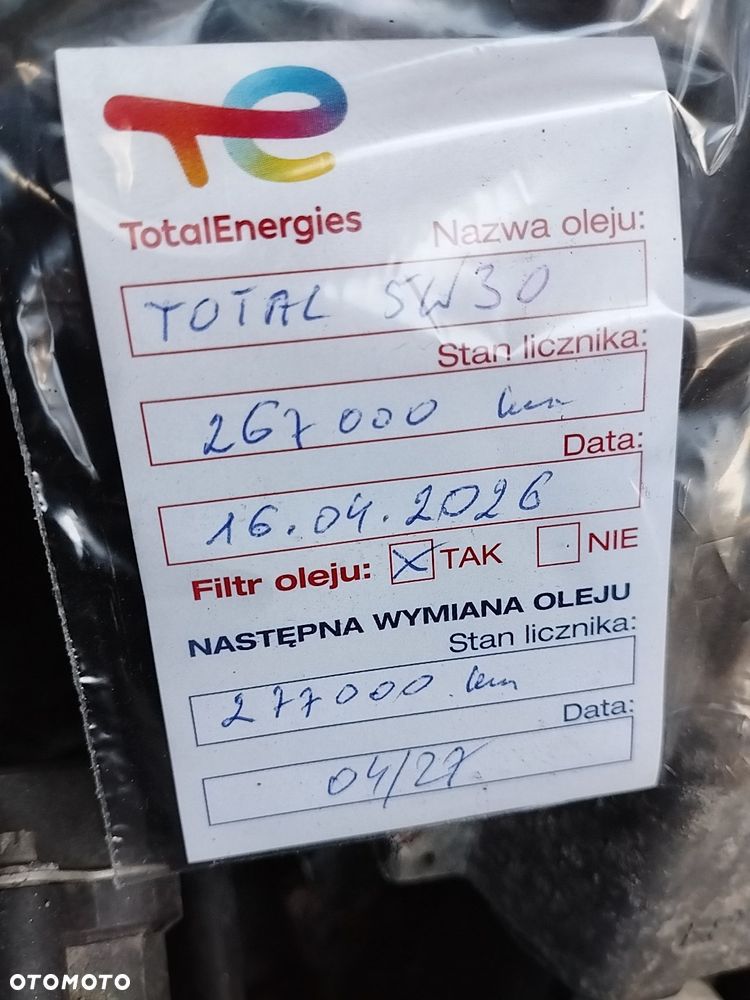 TotalEnergies
Nazwa oleju:
TOTAL 5W30
Stan licznika:
267000 km
Data:
16.04.2026
Filtr oleju: X TAK NIE
NASTĘPNA WYMIANA OLEJU
Stan licznika:
277000 km
Data:
04/27
OTOMOTO